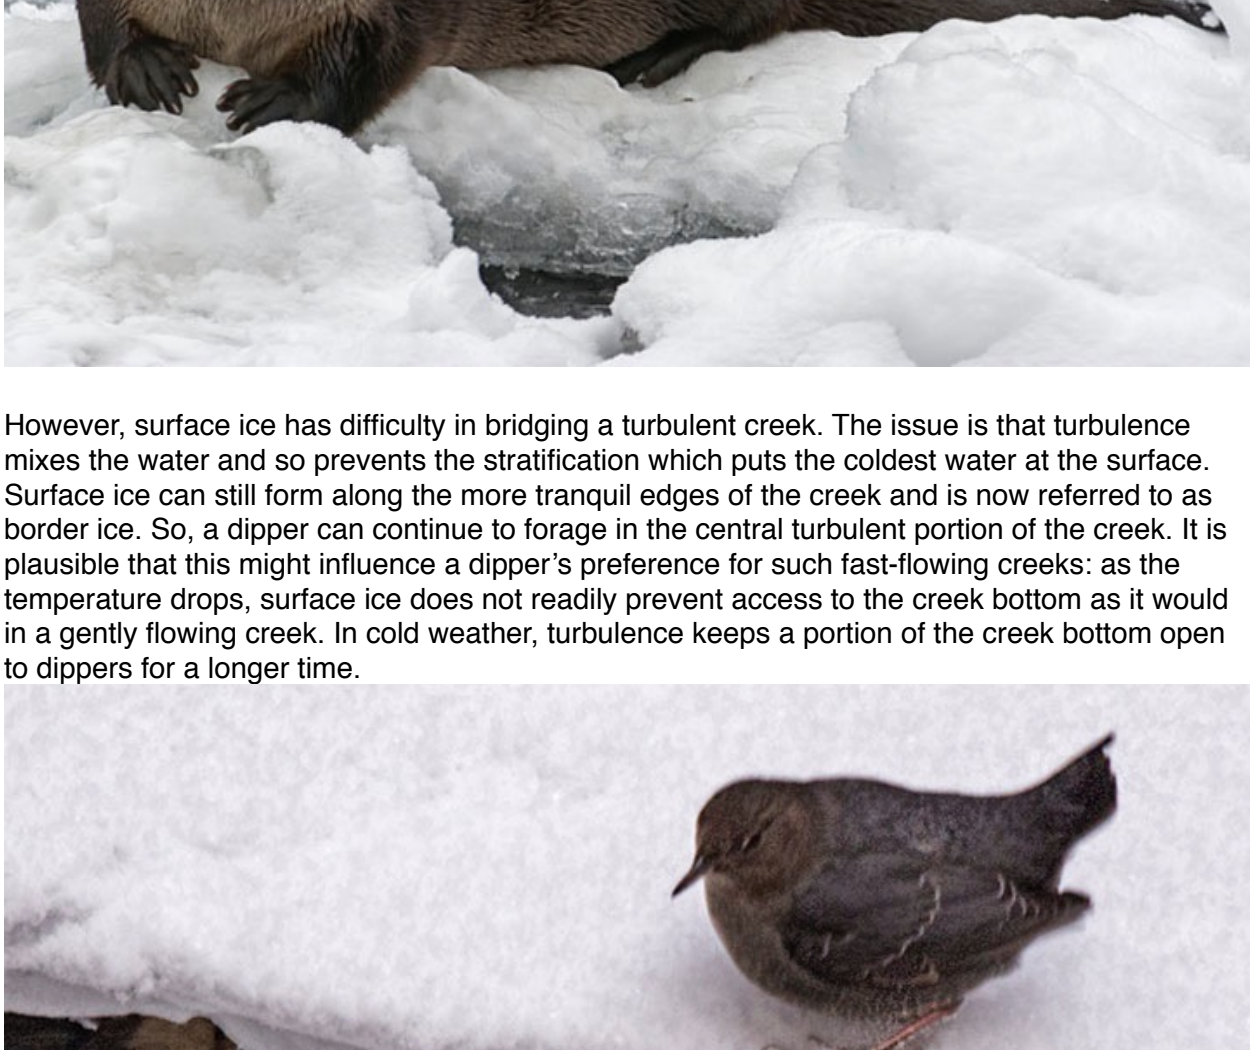 However, surface ice has difficulty in bridging a turbulent creek. The issue is that turbulence
mixes the water and so prevents the stratification which puts the coldest water at the surface.
Surface ice can still form along the more tranquil edges of the creek and is now referred to as
border ice. So, a dipper can continue to forage in the central turbulent portion of the creek. It is
plausible that this might influence a dipper’s preference for such fast-flowing creeks: as the
temperature drops, surface ice does not readily prevent access to the creek bottom as it would
in a gently flowing creek. In cold weather, turbulence keeps a portion of the creek bottom open
to dippers for a longer time.